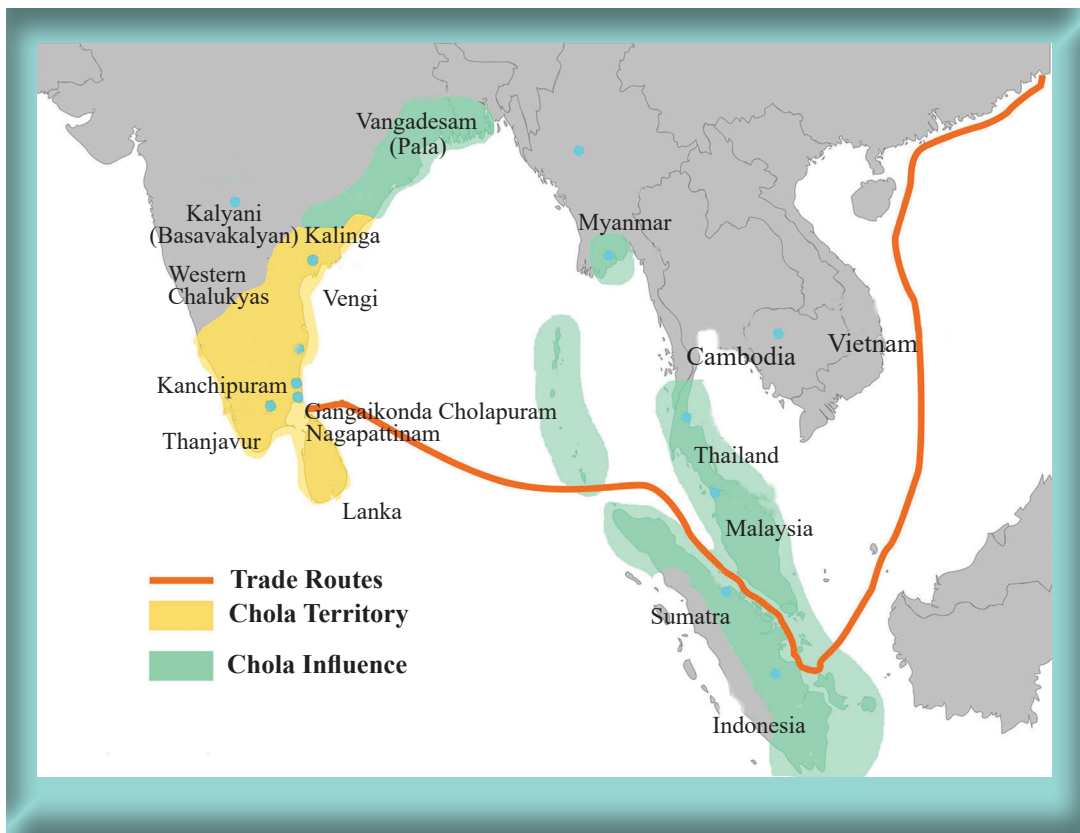 Vangadesam
(Pala)
Kalyani
(Basavakalyan) Kalinga
Myanmar
Western
Chalukyas
Vengi
Vietnam
Cambodia
Kanchipuram
Gangaikonda Cholapuram
Nagapattinam
Thanjavur
Thailand
Lanka
Malaysia
Trade Routes
Chola Territory
Sumatra
Chola Influence
Indonesia